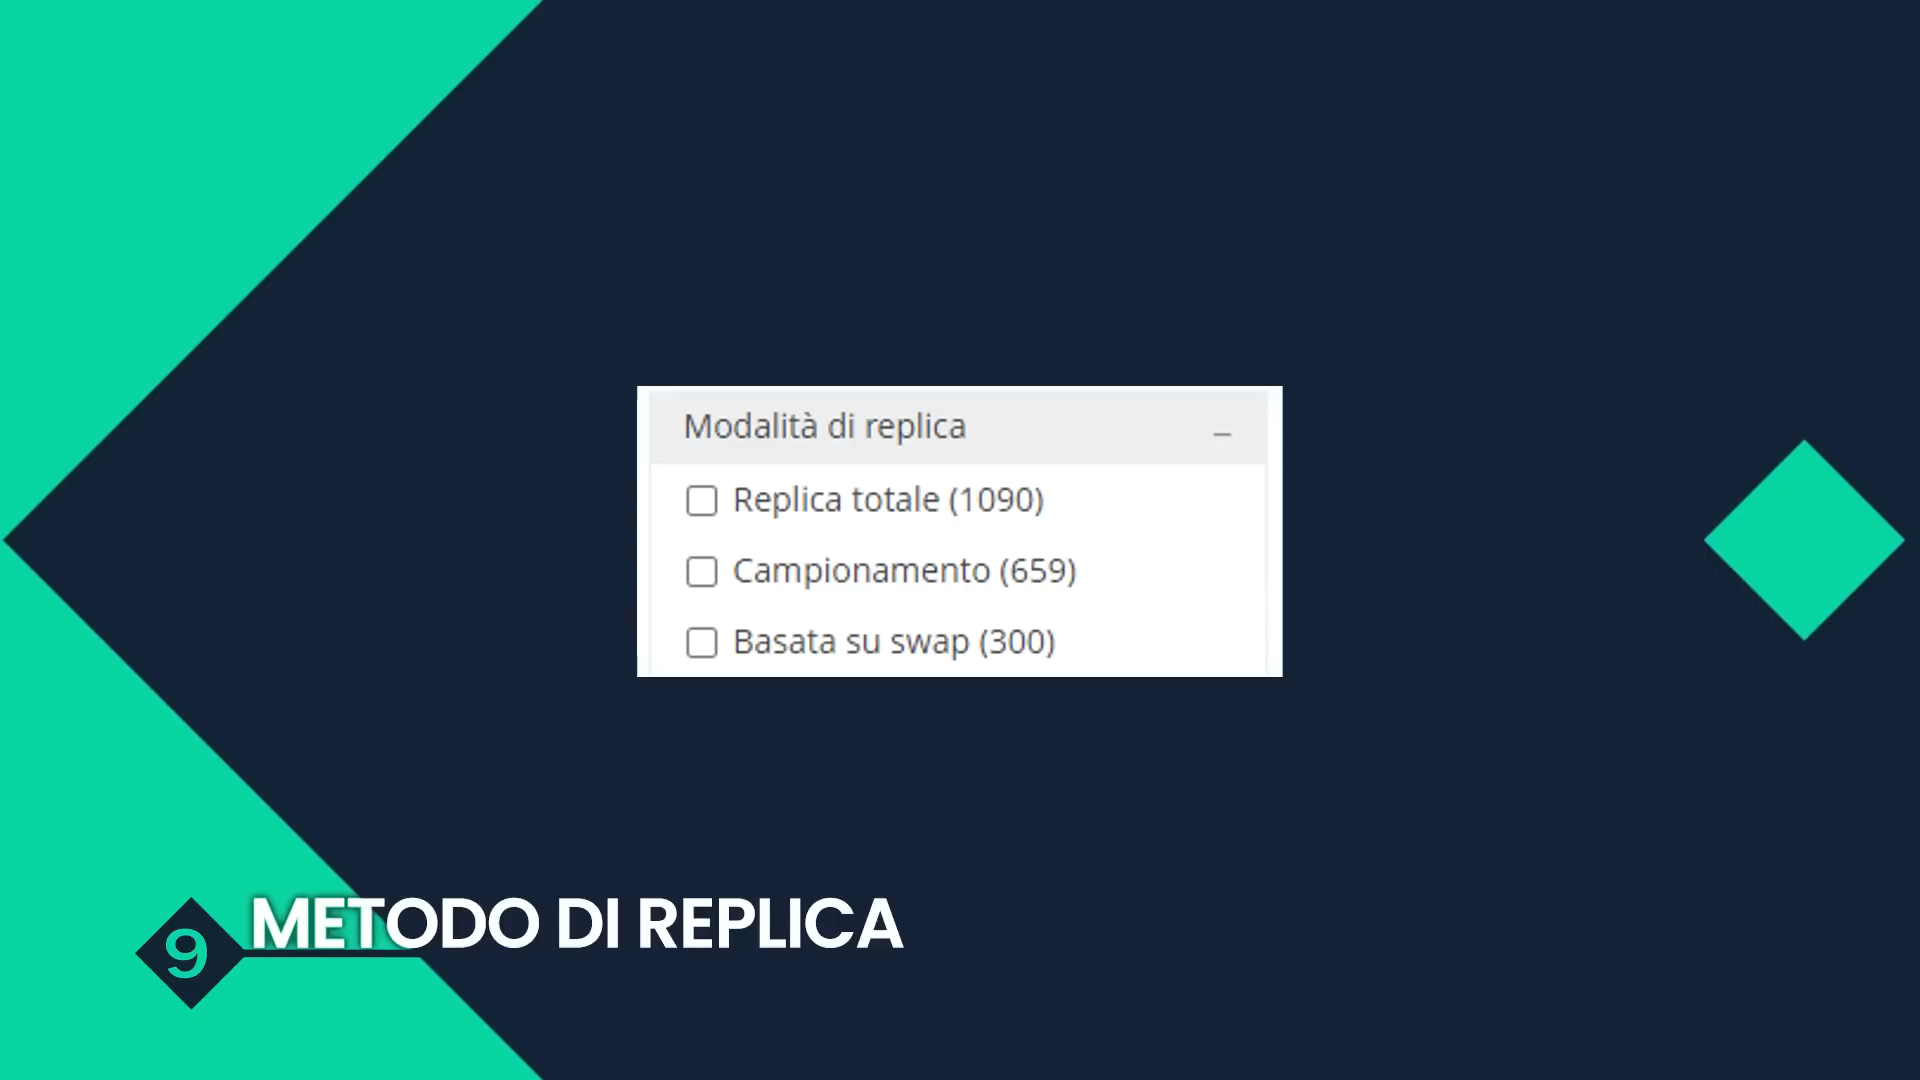 Modalità di replica
Replica totale (1090)
Campionamento (659)
Basata su swap (300)
9 METODO DI REPLICA